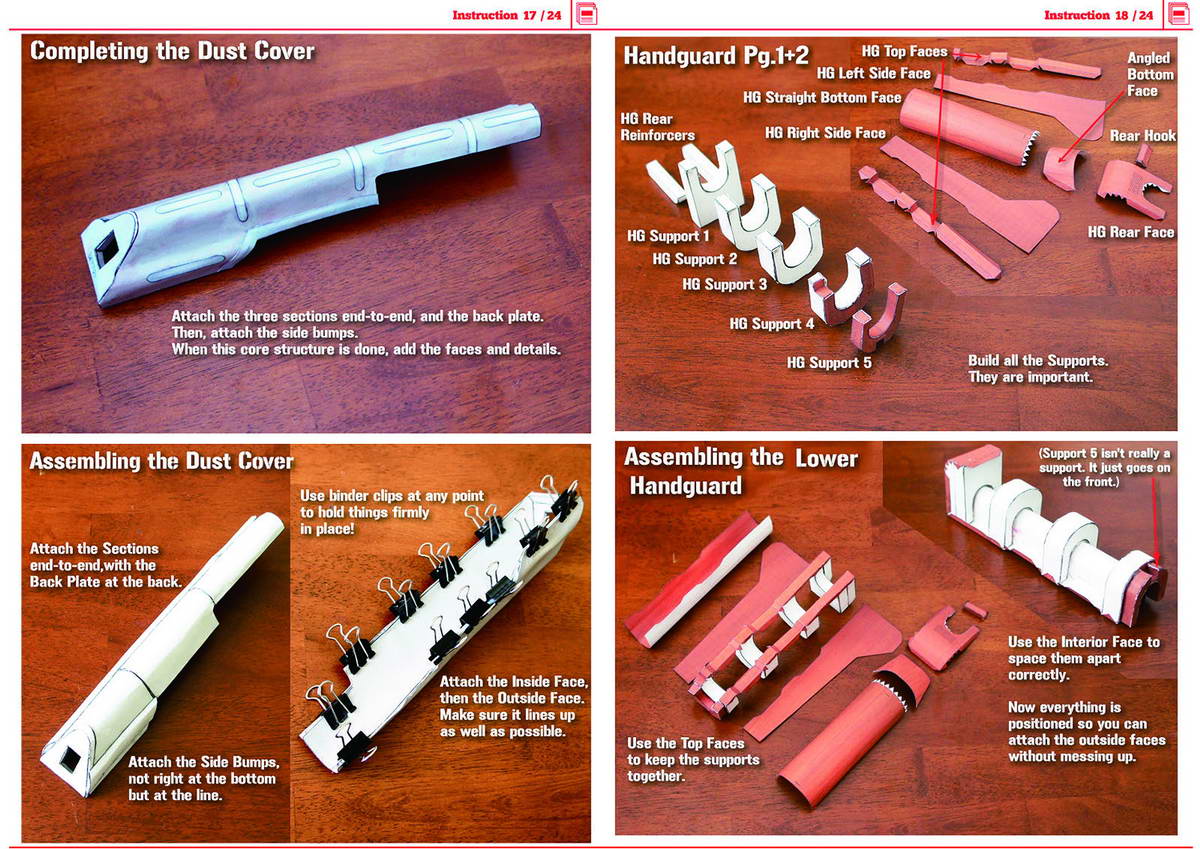 Instruction 17 / 24
Completing the Dust Cover
Attach the three sections end-to-end, and the back plate.
Then, attach the side bumps.
When this core structure is done, add the faces and details.
Assembling the Dust Cover
Attach the Sections
end-to-end,with the
Back Plate at the back.
Attach the Side Bumps,
not right at the bottom
but at the line.
Use binder clips at any point
to hold things firmly
in place!
Attach the Inside Face,
then the Outside Face.
Make sure it lines up
as well as possible.
Instruction 18 / 24
Handguard Pg.1+2
HG Top Faces
HG Left Side Face
HG Straight Bottom Face
HG Right Side Face
Angled
Bottom
Face
Rear Hook
HG Rear Face
HG Rear
Reinforcers
HG Support 1
HG Support 2
HG Support 3
HG Support 4
HG Support 5
Build all the Supports.
They are important.
Assembling the Lower
Handguard
(Support 5 isn't really a
support. It just goes on
the front.)
Use the Top Faces
to keep the supports
together.
Use the Interior Face to
space them apart
correctly.
Now everything is
positioned so you can
attach the outside faces
without messing up.